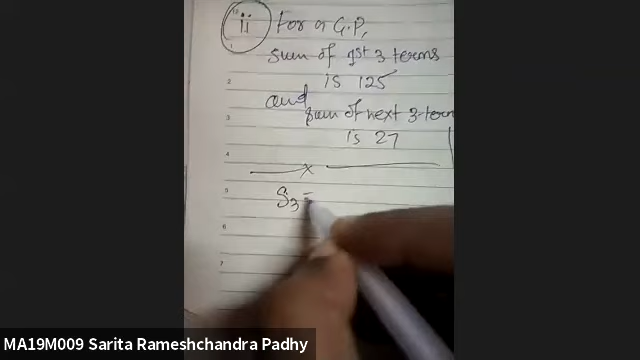 ii For a G.P,
sum of 1st 3 terms
is 125
and
sum of next 3-term
is 27
x
S3 =
MA19M009 Sarita Rameshchandra Padhy